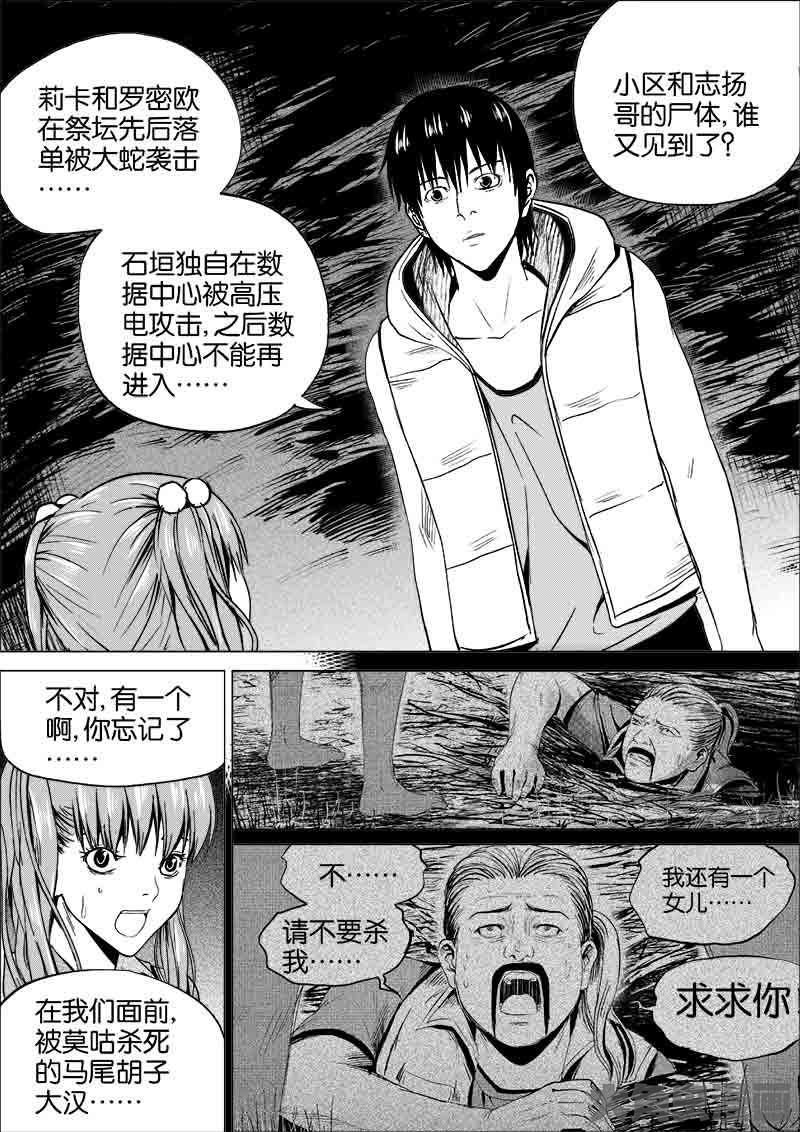 莉卡和罗密欧
在祭坛先后落
单被大蛇袭击
……
石垣独自在数
据中心被高压
电攻击,之后数
据中心不能再
进入……
小区和志扬
哥的尸体,谁
又见到了?
不对,有一个
啊,你忘记了
……
在我们面前,
被莫咕杀死
的马尾胡子
大汉……
不……
请不要杀
我……
我还有一个
女儿……
求求你